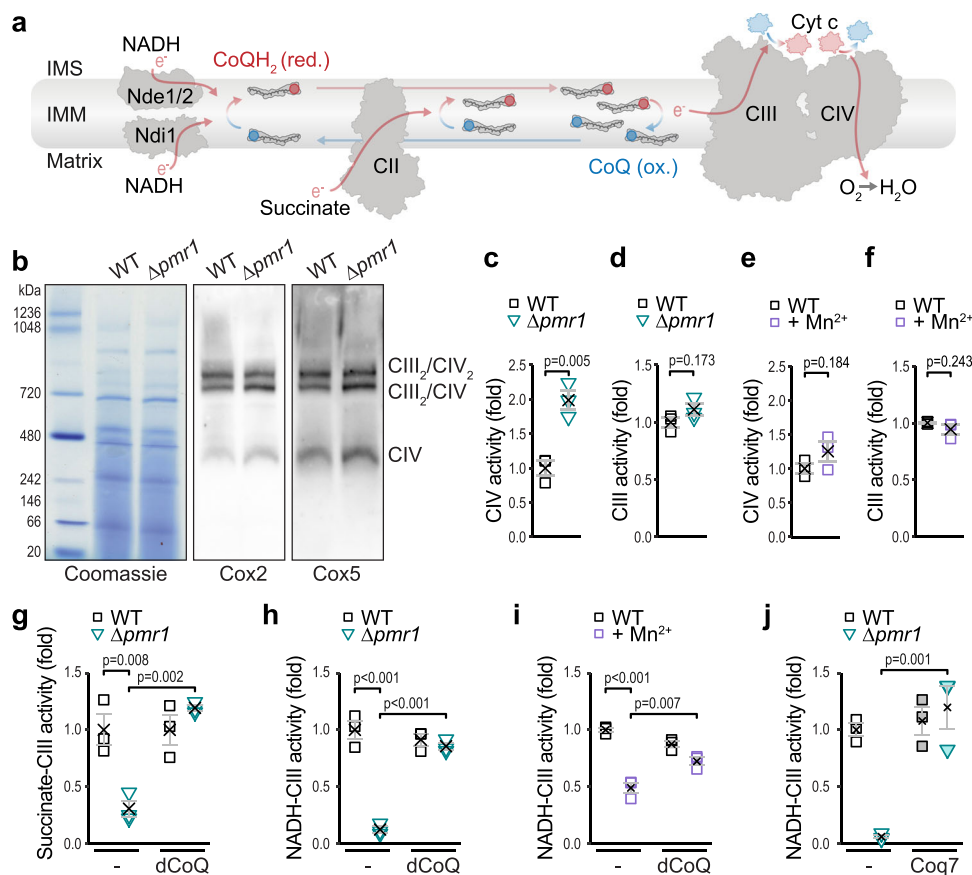 a
NADH
e-
IMS
Nde1/2
IMM
Ndi1
Matrix
e-
NADH
CoQH2 (red.)
CII
e-
Succinate
CoQ (ox.)
e-
Cyt c
CIII
CIV
O2 → H2O
b
WT Δpmr1 WT Δpmr1 WT Δpmr1
kDa
1236
1048
720
480
242
146
66
20
CIII2/CIV2
CIII2/CIV
CIV
Coomassie Cox2 Cox5
c
WT
Δpmr1
CIV activity (fold)
2.5
2.0
1.5
1.0
0.5
0.0
p=0.005
d
WT
Δpmr1
CIII activity (fold)
1.5
1.0
0.5
0.0
p=0.173
e
WT
+ Mn2+
CIV activity (fold)
2.5
2.0
1.5
1.0
0.5
0.0
p=0.184
f
WT
+ Mn2+
CIII activity (fold)
1.5
1.0
0.5
0.0
p=0.243
g
WT
Δpmr1
Succinate-CIII activity (fold)
1.5
1.0
0.5
0.0
p=0.008
p=0.002
- dCoQ
h
WT
Δpmr1
NADH-CIII activity (fold)
1.5
1.0
0.5
0.0
p<0.001
p<0.001
- dCoQ
i
WT
+ Mn2+
NADH-CIII activity (fold)
1.5
1.0
0.5
0.0
p<0.001
p=0.007
- dCoQ
j
WT
Δpmr1
NADH-CIII activity (fold)
1.5
1.0
0.5
0.0
p=0.001
- Coq7